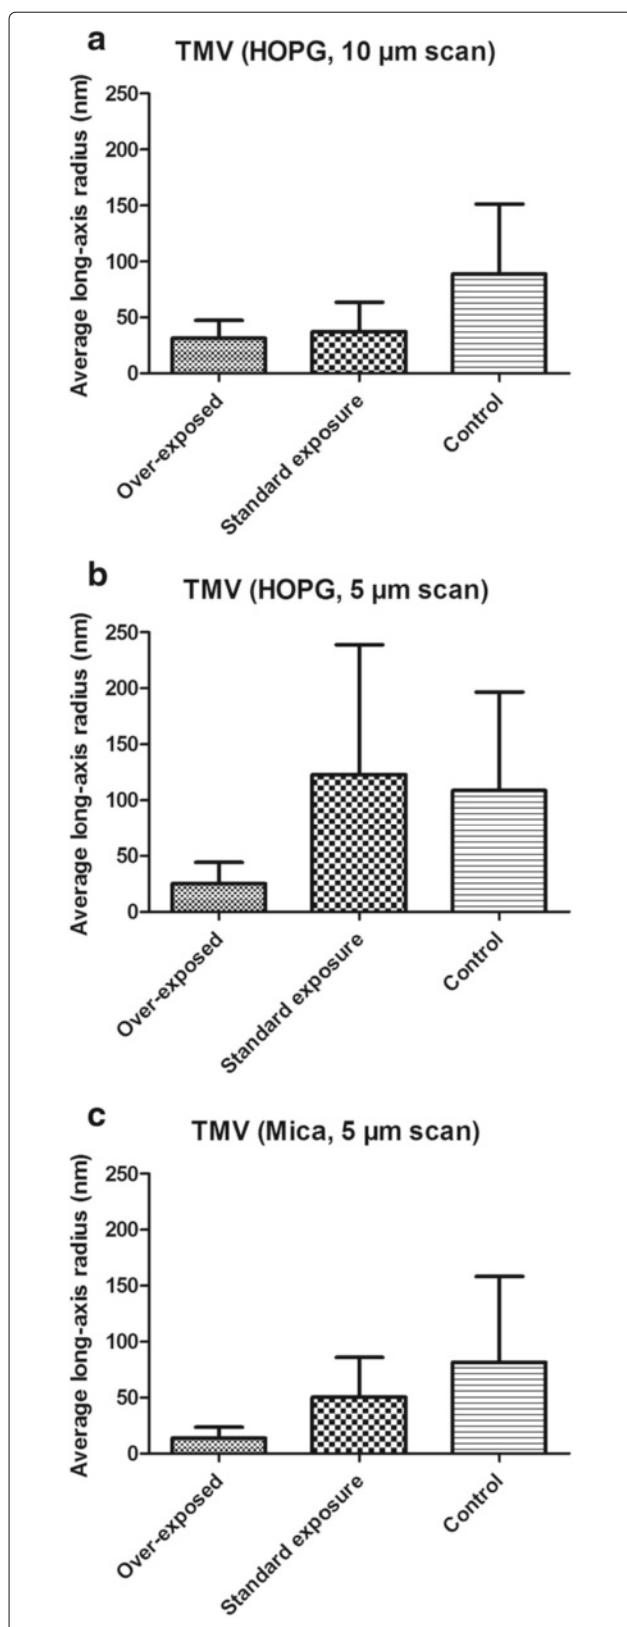 a
TMV (HOPG, 10 µm scan)
Average long-axis radius (nm)
250
200
150
100
50
0
Over-exposed
Standard exposure
Control
b
TMV (HOPG, 5 µm scan)
Average long-axis radius (nm)
250
200
150
100
50
0
Over-exposed
Standard exposure
Control
c
TMV (Mica, 5 µm scan)
Average long-axis radius (nm)
250
200
150
100
50
0
Over-exposed
Standard exposure
Control